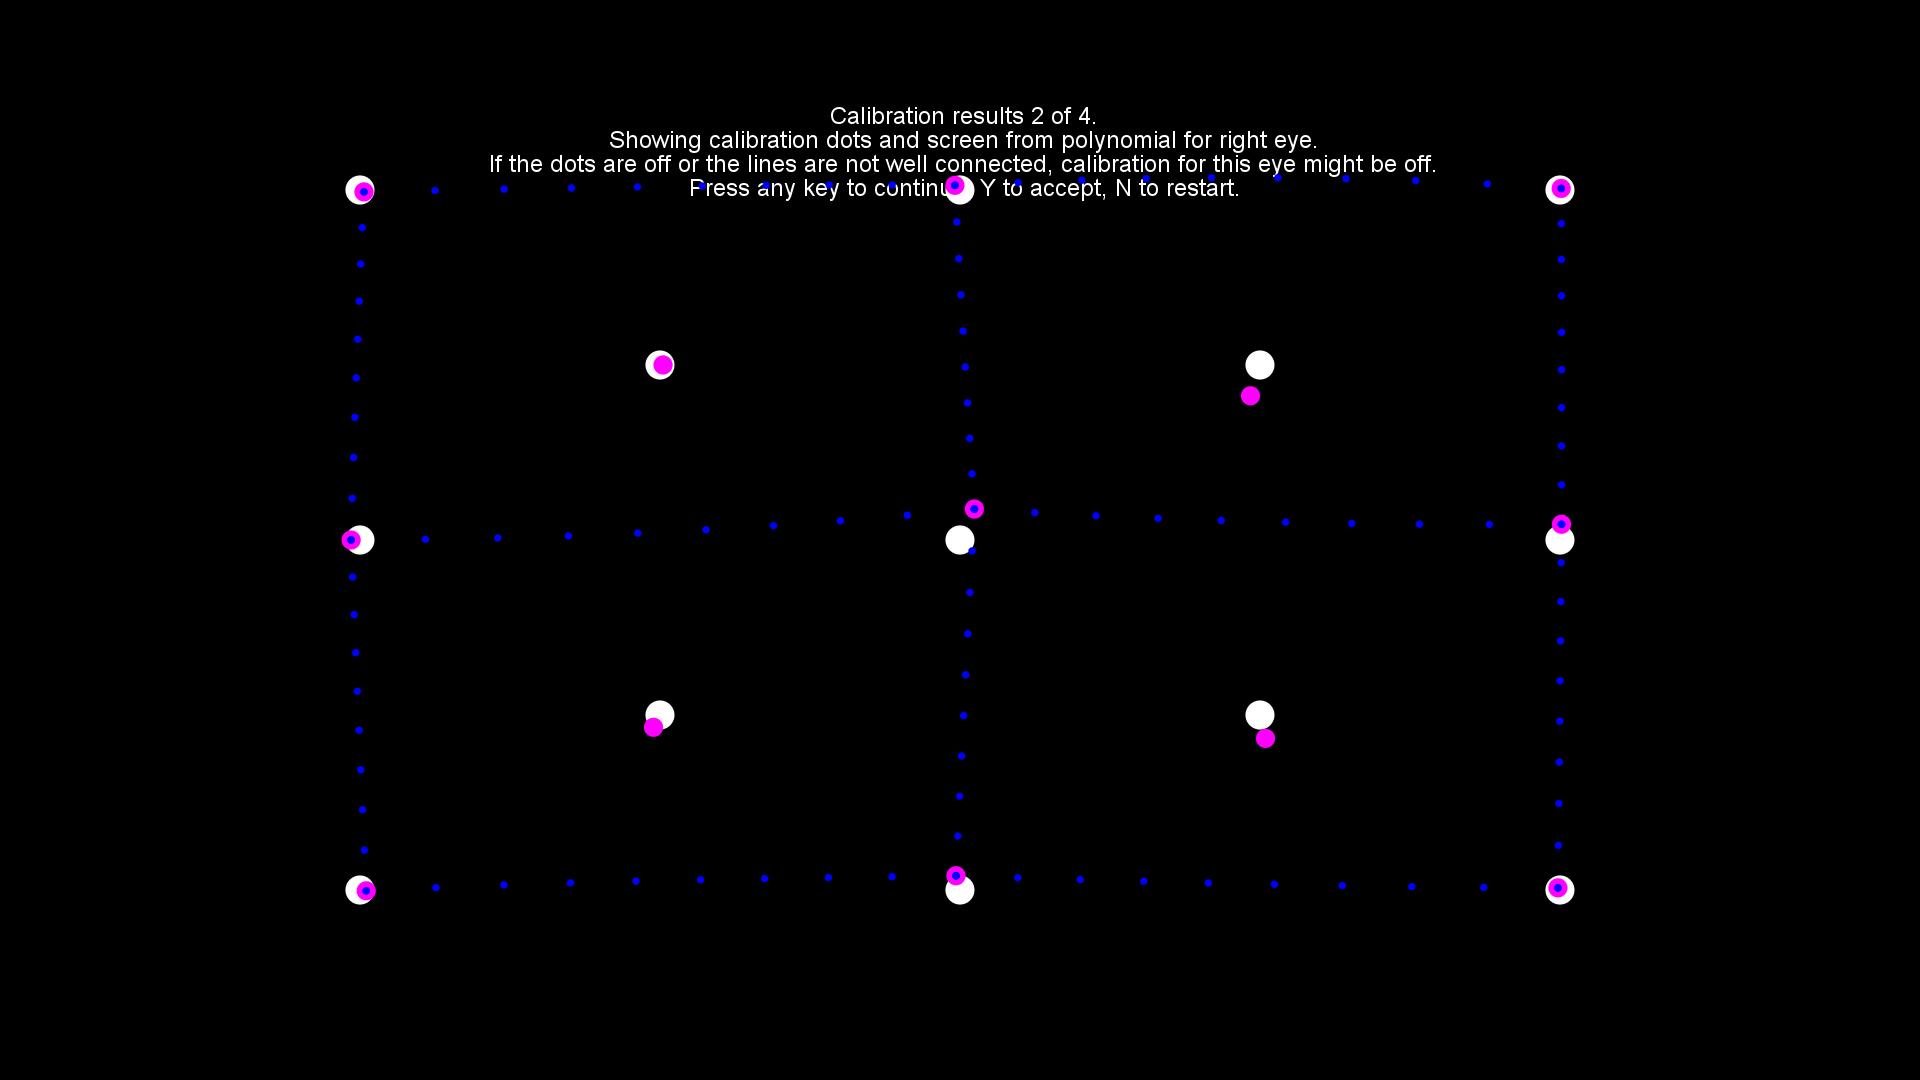 Calibration results 2 of 4.
Showing calibration dots and screen from polynomial for right eye.
If the dots are off or the lines are not well connected, calibration for this eye might be off.
Press any key to continue, Y to accept, N to restart.